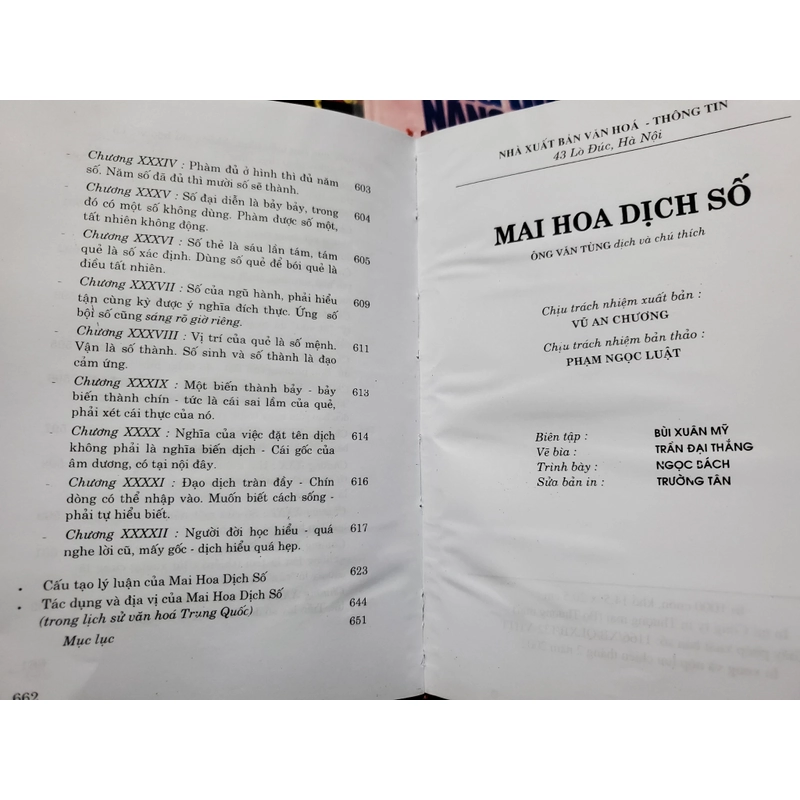 NANG
- Chương XXXIV : Phàm đủ ở hình thì đủ năm
số. Năm số đã đủ thì mười số sẽ thành. 603
- Chương XXXV : Số đại diễn là bảy bảy, trong
đó có một số không dùng. Phàm được số một, 604
tất nhiên không động.
- Chương XXXVI : Số thẻ là sáu lần tám, tám
quẻ là số xác định. Dùng số quẻ để bói quẻ là 605
điều tất nhiên.
- Chương XXXVII : Số của ngũ hành, phải hiểu
tận cùng kỳ được ý nghĩa đích thực. Ứng số 609
bội số cũng sáng rõ giờ riêng.
- Chương XXXVIII : Vị trí của quẻ là số mệnh.
Vận là số thành. Số sinh và số thành là đạo 611
cảm ứng.
- Chương XXXIX : Một biến thành bảy - bảy
biến thành chín - tức là cái sai lầm của quẻ, 613
phải xét cái thực của nó.
- Chương XXXX : Nghĩa của việc đặt tên dịch 614
không phải là nghĩa biến dịch - Cái gốc của
âm dương, có tại nội đây.
- Chương XXXXI : Đạo dịch tràn đầy - Chín 616
dòng có thể nhập vào. Muốn biết cách sống -
phải tự hiểu biết.
- Chương XXXXII : Người đời học hiểu - quá 617
nghe lời cũ, mấy gốc - dịch hiểu quá hẹp.
• Cấu tạo lý luận của Mai Hoa Dịch Số 623
• Tác dụng và địa vị của Mai Hoa Dịch Số 644
(trong lịch sử văn hoá Trung Quốc) 651
Mục lục
662
NHÀ XUẤT BẢN VĂN HOÁ - THÔNG TIN
43 Lò Đúc, Hà Nội
MAI HOA DỊCH SỐ
ÔNG VĂN TÙNG dịch và chú thích
Chịu trách nhiệm xuất bản :
VŨ AN CHƯƠNG
Chịu trách nhiệm bản thảo :
PHẠM NGỌC LUẬT
Biên tập : BÙI XUÂN MỸ
Vẽ bìa : TRẦN ĐẠI THẮNG
Trình bày : NGỌC BÁCH
Sửa bản in : TRƯỜNG TÂN